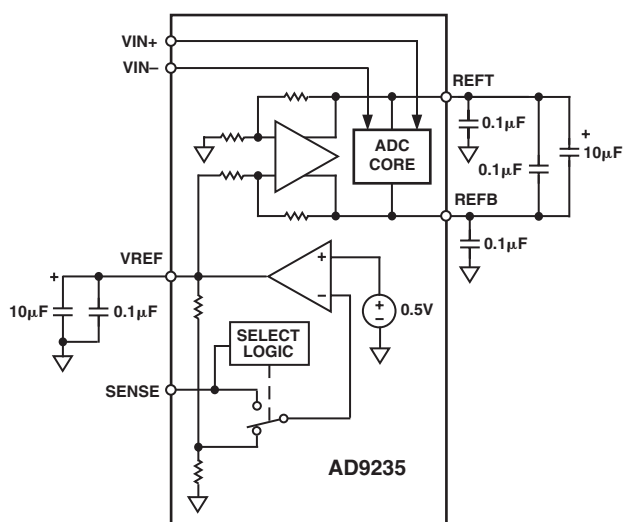 VIN+
VIN–
REFT
0.1µF
+
ADC
CORE
0.1µF
10µF
REFB
0.1µF
VREF
+
+
–
10µF
0.1µF
+
–
0.5V
SELECT
LOGIC
SENSE
AD9235